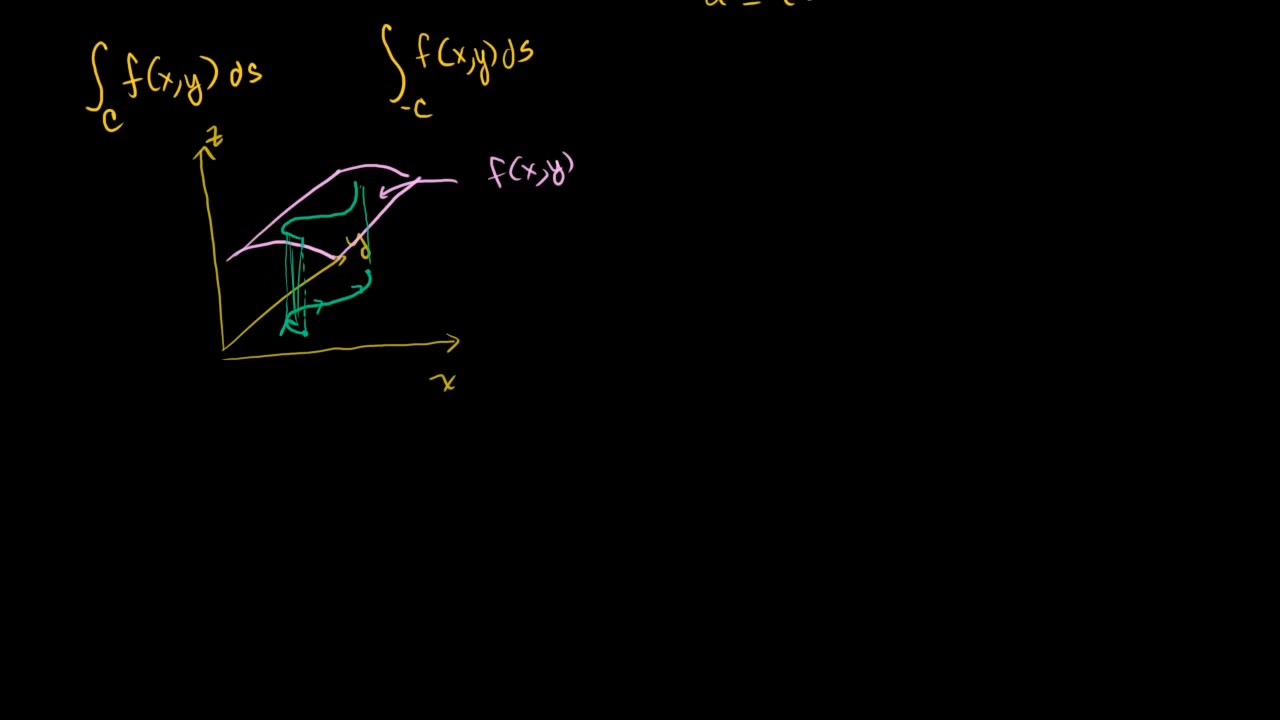 ∫_C f(x,y) ds
∫_-C f(x,y) ds
z
f(x,y)
y
x